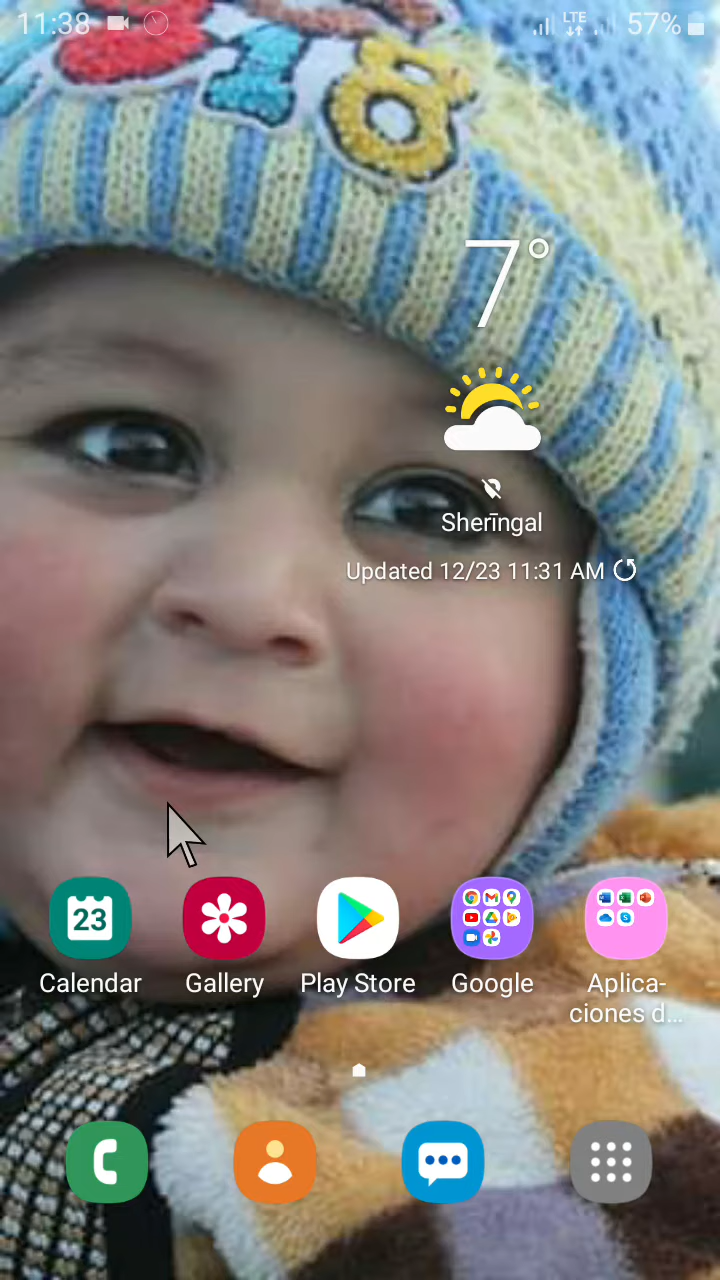 11:38 LTE 57%
18
7°
Sherīngal
Updated 12/23 11:31 AM
23
Calendar Gallery Play Store Google Aplica-
ciones d...